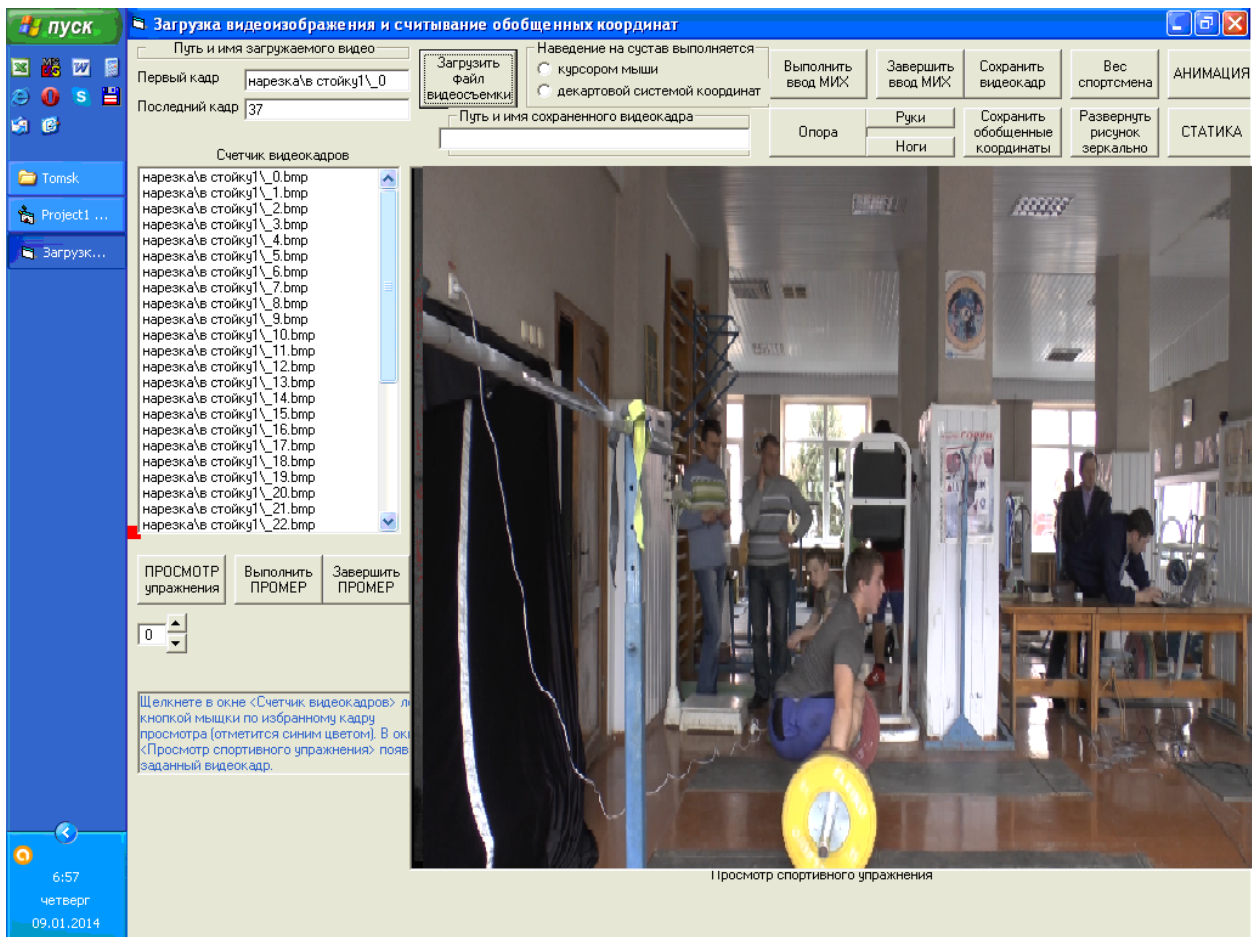 пуск
Загрузка видеоизображения и считывание обобщенных координат
Путь и имя загружаемого видео
Первый кадр
нарезка\в стойку1\_0
Последний кадр
37
Загрузить
файл
видеосъемки
Наведение на сустав выполняется
курсором мыши
декартовой системой координат
Выполнить
ввод МИХ
Завершить
ввод МИХ
Сохранить
видеокадр
Вес
спортсмена
АНИМАЦИЯ
Путь и имя сохраненного видеокадра
Опора
Руки
Ноги
Сохранить
обобщенные
координаты
Развернуть
рисунок
зеркально
СТАТИКА
Tomsk
Project1 ...
Загрузк...
Счетчик видеокадров
нарезка\в стойку1\_0.bmp
нарезка\в стойку1\_1.bmp
нарезка\в стойку1\_2.bmp
нарезка\в стойку1\_3.bmp
нарезка\в стойку1\_4.bmp
нарезка\в стойку1\_5.bmp
нарезка\в стойку1\_6.bmp
нарезка\в стойку1\_7.bmp
нарезка\в стойку1\_8.bmp
нарезка\в стойку1\_9.bmp
нарезка\в стойку1\_10.bmp
нарезка\в стойку1\_11.bmp
нарезка\в стойку1\_12.bmp
нарезка\в стойку1\_13.bmp
нарезка\в стойку1\_14.bmp
нарезка\в стойку1\_15.bmp
нарезка\в стойку1\_16.bmp
нарезка\в стойку1\_17.bmp
нарезка\в стойку1\_18.bmp
нарезка\в стойку1\_19.bmp
нарезка\в стойку1\_20.bmp
нарезка\в стойку1\_21.bmp
нарезка\в стойку1\_22.bmp
ПРОСМОТР
упражнения
Выполнить
ПРОМЕР
Завершить
ПРОМЕР
0
Щелкнете в окне <Счетчик видеокадров> л
кнопкой мыщки по избранному кадру
просмотра (отметится синим цветом). В ок
<Просмотр спортивного упражнения> появ
заданный видеокадр.
Просмотр спортивного упражнения
6:57
четверг
09.01.2014